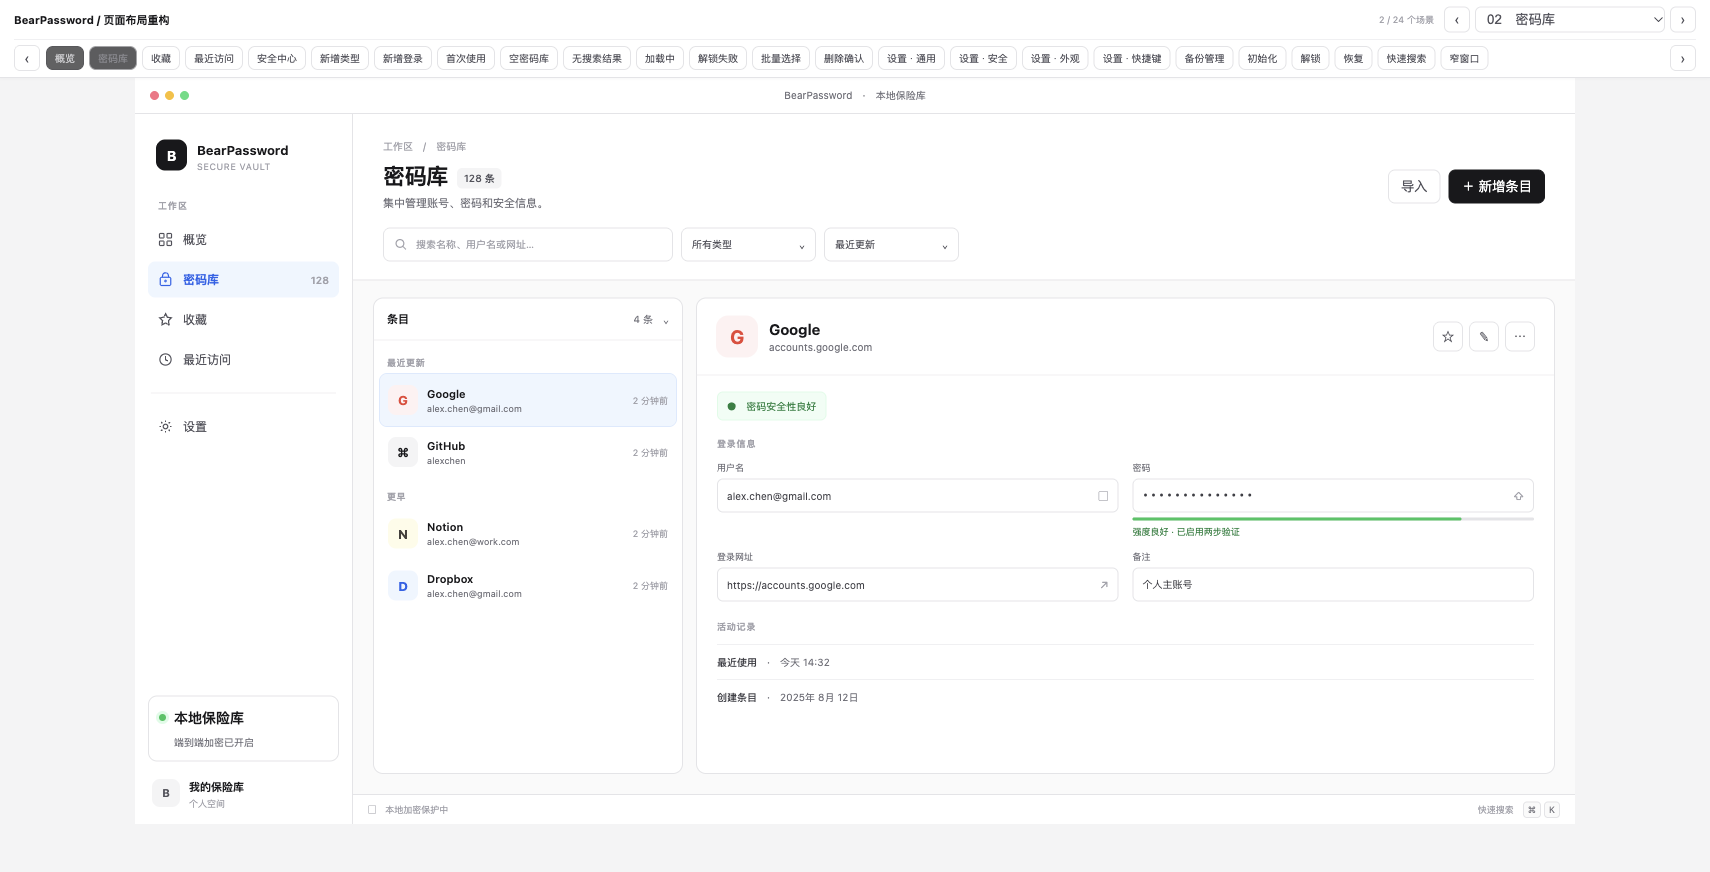 BearPassword / 页面布局重构
2 / 24 个场景
‹
02 密码库
›
‹
概览
密码库
收藏
最近访问
安全中心
新增类型
新增登录
首次使用
空密码库
无搜索结果
加载中
解锁失败
批量选择
删除确认
设置 · 通用
设置 · 安全
设置 · 外观
设置 · 快捷键
备份管理
初始化
解锁
恢复
快速搜索
窄窗口
›
BearPassword · 本地保险库
B
BearPassword
SECURE VAULT
工作区
概览
密码库 128
收藏
最近访问
设置
本地保险库
端到端加密已开启
B
我的保险库
个人空间
工作区 / 密码库
密码库 128 条
集中管理账号、密码和安全信息。
导入
+ 新增条目
搜索名称、用户名或网址...
所有类型
最近更新
条目 4 条
最近更新
G
Google
alex.chen@gmail.com
2 分钟前
⌘
GitHub
alexchen
2 分钟前
更早
N
Notion
alex.chen@work.com
2 分钟前
D
Dropbox
alex.chen@gmail.com
2 分钟前
G
Google
accounts.google.com
···
密码安全性良好
登录信息
用户名
alex.chen@gmail.com
密码
••••••••••••••
强度良好 · 已启用两步验证
登录网址
https://accounts.google.com
备注
个人主账号
活动记录
最近使用 · 今天 14:32
创建条目 · 2025年 8月 12日
本地加密保护中
快速搜索 ⌘ K